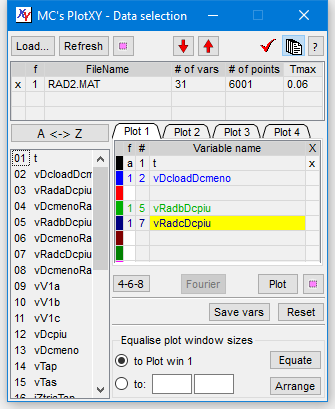 MC's PlotXY - Data selection
Load... Refresh ?
f FileName # of vars # of points Tmax
x 1 RAD2.MAT 31 6001 0.06
A <-> Z
Plot 1 Plot 2 Plot 3 Plot 4
f # Variable name X
a 1 t x
1 2 vDcloadDcmeno
1 5 vRadbDcpiu
1 7 vRadcDcpiu
01 t
02 vDcloadDcm
03 vRadaDcpiu
04 vDcmenoRa
05 vRadbDcpiu
06 vDcmenoRa
07 vRadcDcpiu
08 vDcmenoRa
09 vV1a
10 vV1b
11 vV1c
12 vDcpiu
13 vDcmeno
14 vTap
15 vTas
4-6-8 Fourier Plot
Save vars Reset
Equalise plot window sizes
to Plot win 1 Equate
to: Arrange